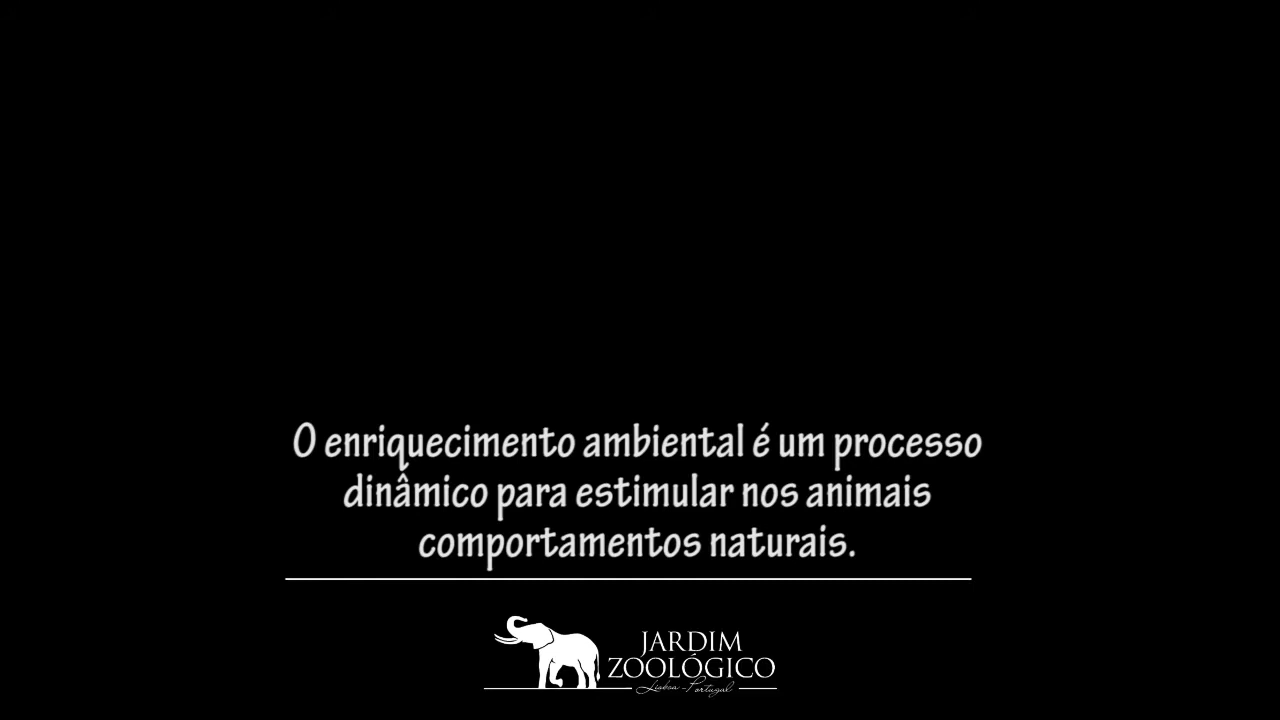 O enriquecimento ambiental é um processo
dinâmico para estimular nos animais
comportamentos naturais.
JARDIM
ZOOLÓGICO
Lisboa - Portugal